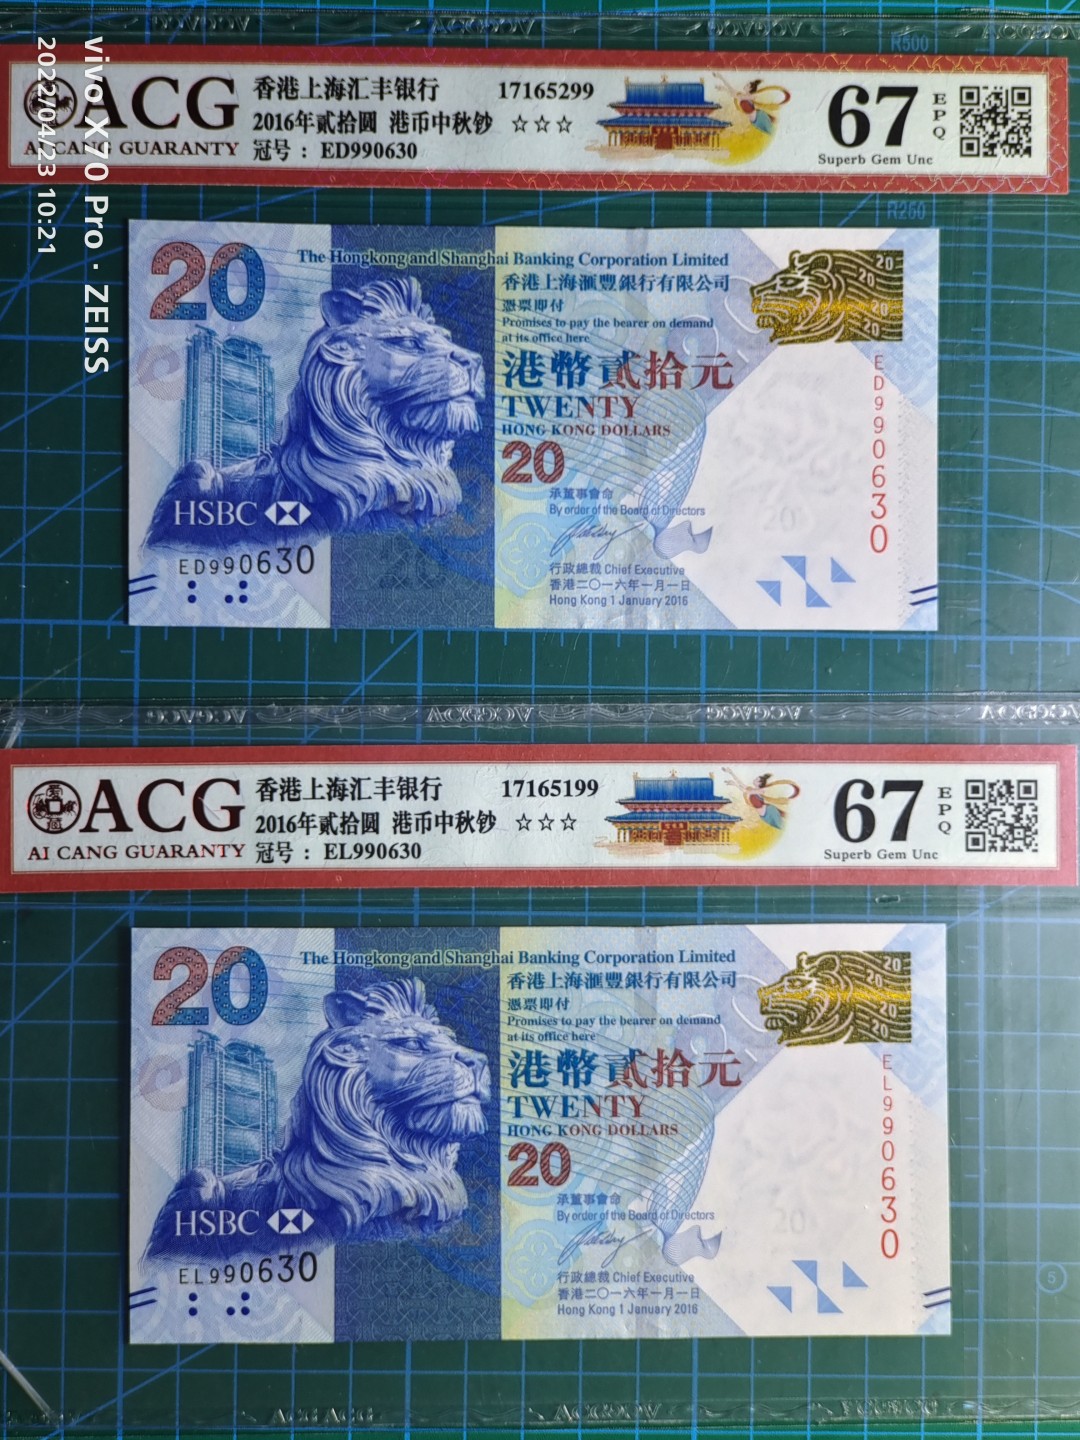 vivo X70 Pro · ZEISS
2022/04/23 10:21
R500
ACG
AI CANG GUARANTY
香港上海汇丰银行 17165299
2016年贰拾圆 港币中秋钞 ☆☆☆
冠号 : ED990630
67
EPQ
Superb Gem Unc
R260
20
The Hongkong and Shanghai Banking Corporation Limited
香港上海滙豐銀行有限公司
憑票即付
Promises to pay the bearer on demand
at its office here
港幣貳拾元
TWENTY
HONG KONG DOLLARS
20
承董事會命
By order of the Board of Directors
行政總裁 Chief Executive
香港二〇一六年一月一日
Hong Kong 1 January 2016
HSBC
ED990630
20
20
20
ED990630
20
ACG
AI CANG GUARANTY
香港上海汇丰银行 17165199
2016年贰拾圆 港币中秋钞 ☆☆☆
冠号 : EL990630
67
EPQ
Superb Gem Unc
20
The Hongkong and Shanghai Banking Corporation Limited
香港上海滙豐銀行有限公司
憑票即付
Promises to pay the bearer on demand
at its office here
港幣貳拾元
TWENTY
HONG KONG DOLLARS
20
承董事會命
By order of the Board of Directors
行政總裁 Chief Executive
香港二〇一六年一月一日
Hong Kong 1 January 2016
HSBC
EL990630
20
20
20
EL990630
20
5